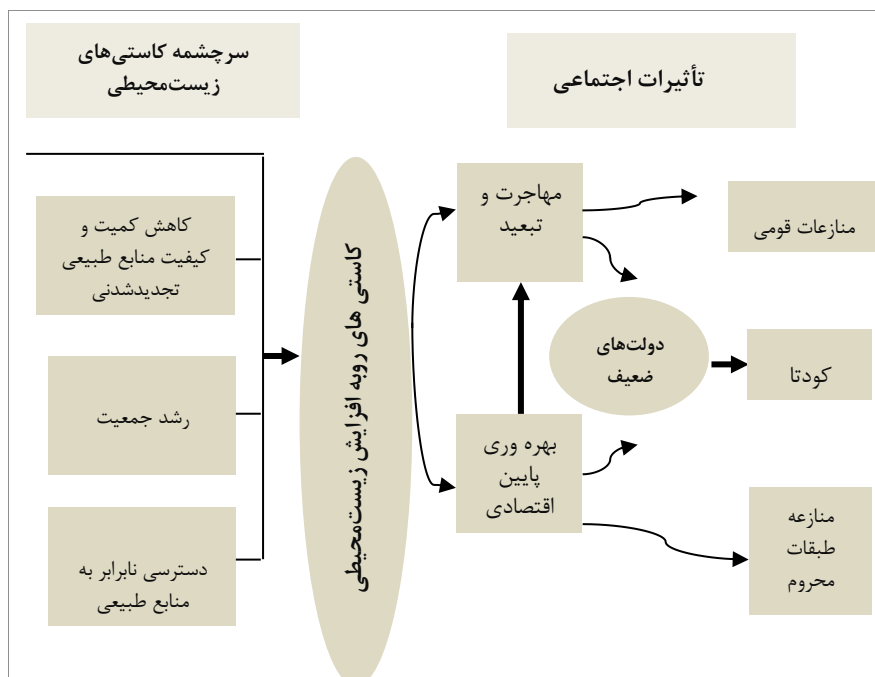 سرچشمه کاستی‌های
زیست‌محیطی
تأثیرات اجتماعی
کاهش کمیت و
کیفیت منابع طبیعی
تجدیدشدنی
رشد جمعیت
دسترسی نابرابر به
منابع طبیعی
کاستی های روبه افزایش زیست‌محیطی
مهاجرت و
تبعید
بهره وری
پایین
اقتصادی
دولت‌های
ضعیف
منازعات قومی
کودتا
منازعه
طبقات
محروم